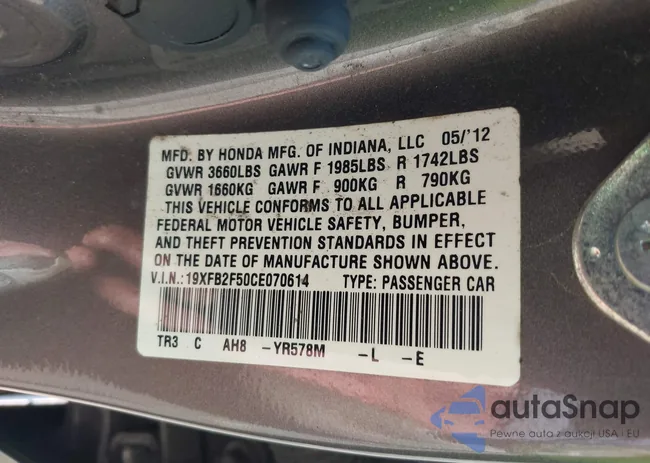 MFD. BY HONDA MFG. OF INDIANA, LLC 05/'12
GVWR 3660LBS GAWR F 1985LBS R 1742LBS
GVWR 1660KG GAWR F 900KG R 790KG
THIS VEHICLE CONFORMS TO ALL APPLICABLE
FEDERAL MOTOR VEHICLE SAFETY, BUMPER,
AND THEFT PREVENTION STANDARDS IN EFFECT
ON THE DATE OF MANUFACTURE SHOWN ABOVE.
V.I.N.:19XFB2F50CE070614 TYPE: PASSENGER CAR
TR3 C AH8 -YR578M -L -E
autaSnap
Pewne auta z aukcji USA i EU